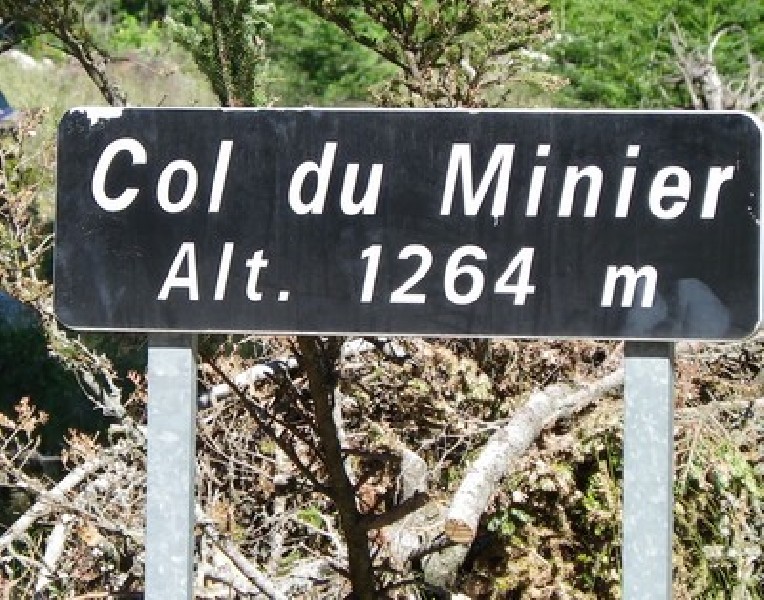 Col du Minier
Alt. 1264 m